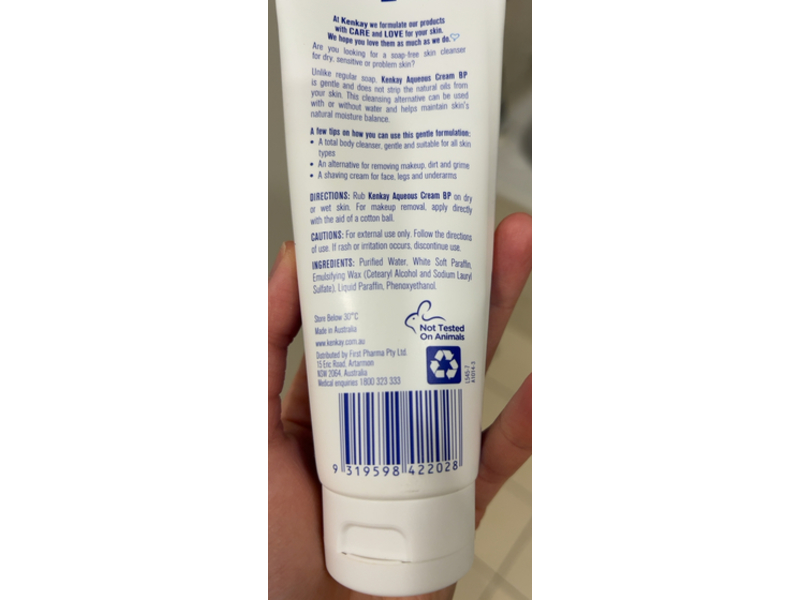 At Kenkay we formulate our products
with CARE and LOVE for your skin.
We hope you love them as much as we do.
Are you looking for a soap-free skin cleanser
for dry, sensitive or problem skin?
Unlike regular soap, Kenkay Aqueous Cream BP
is gentle and does not strip the natural oils from
your skin. This cleansing alternative can be used
with or without water and helps maintain skin's
natural moisture balance.
A few tips on how you can use this gentle formulation:
• A total body cleanser, gentle and suitable for all skin
types
• An alternative for removing makeup, dirt and grime
• A shaving cream for face, legs and underarms
DIRECTIONS: Rub Kenkay Aqueous Cream BP on dry
or wet skin. For makeup removal, apply directly
with the aid of a cotton ball.
CAUTIONS: For external use only. Follow the directions
of use. If rash or irritation occurs, discontinue use.
INGREDIENTS: Purified Water, White Soft Paraffin,
Emulsifying Wax (Cetearyl Alcohol and Sodium Lauryl
Sulfate), Liquid Paraffin, Phenoxyethanol.
Store Below 30°C
Made in Australia
www.kenkay.com.au
Distributed by First Pharma Pty Ltd.
15 Eric Road, Artarmon
NSW 2064, Australia
Medical enquiries 1800 323 333
Not Tested
On Animals
9 319598 422028